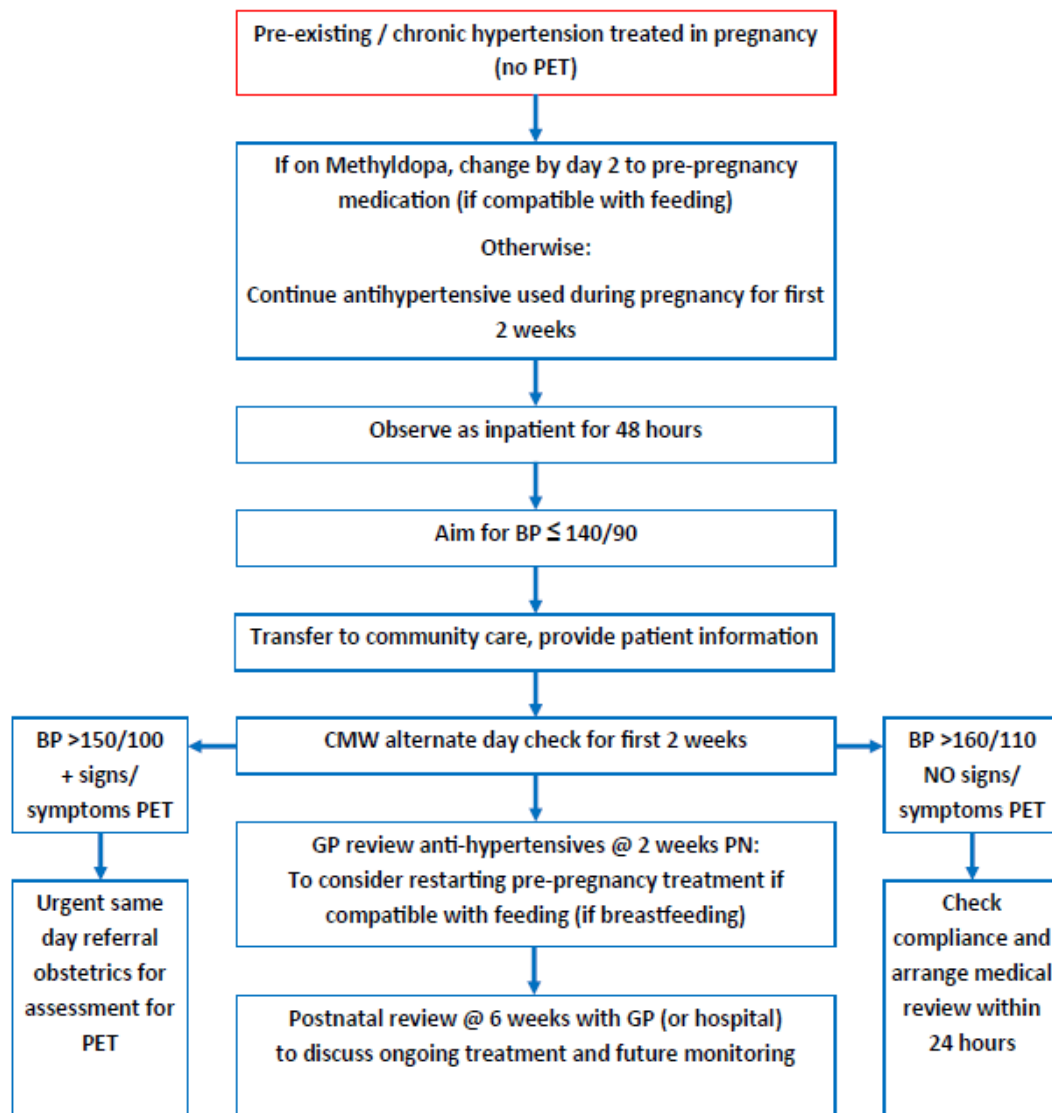 Pre-existing / chronic hypertension treated in pregnancy
(no PET)
If on Methyldopa, change by day 2 to pre-pregnancy
medication (if compatible with feeding)
Otherwise:
Continue antihypertensive used during pregnancy for first
2 weeks
Observe as inpatient for 48 hours
Aim for BP ≤ 140/90
Transfer to community care, provide patient information
BP >150/100
+ signs/
symptoms PET
CMW alternate day check for first 2 weeks
BP >160/110
NO signs/
symptoms PET
Urgent same
day referral
obstetrics for
assessment for
PET
GP review anti-hypertensives @ 2 weeks PN:
To consider restarting pre-pregnancy treatment if
compatible with feeding (if breastfeeding)
Check
compliance and
arrange medical
review within
24 hours
Postnatal review @ 6 weeks with GP (or hospital)
to discuss ongoing treatment and future monitoring